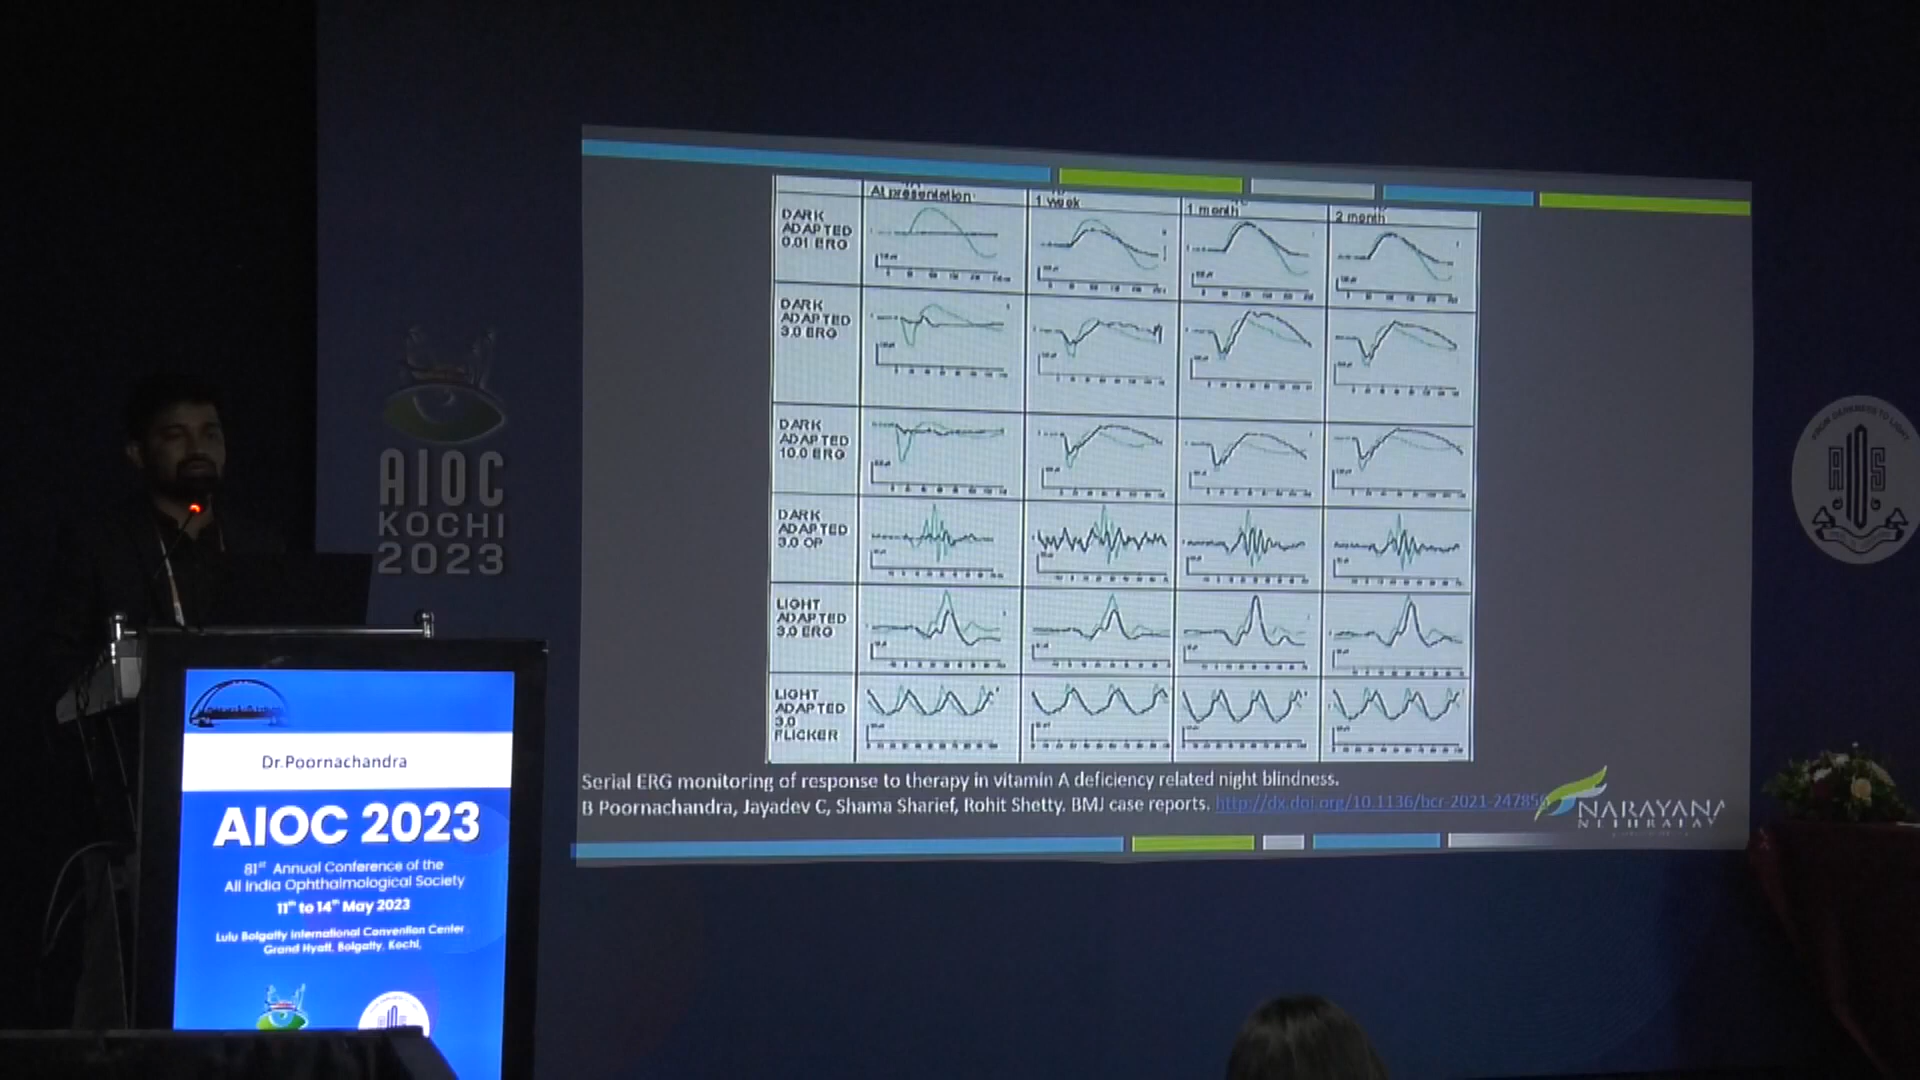 At presentation
1 week
1 month
2 month
DARK
ADAPTED
0.01 ERG
DARK
ADAPTED
3.0 ERG
DARK
ADAPTED
10.0 ERG
DARK
ADAPTED
3.0 OP
LIGHT
ADAPTED
3.0 ERG
LIGHT
ADAPTED
3.0
FLICKER
Serial ERG monitoring of response to therapy in vitamin A deficiency related night blindness.
B Poornachandra, Jayadev C, Shama Sharief, Rohit Shetty. BMJ case reports. http://dx.doi.org/10.1136/bcr-2021-24785
NARAYANA
NETHRALAYA
AIOC
KOCHI
2023
AIOS
Dr.Poornachandra
AIOC 2023
81st Annual Conference of the
All India Ophthalmological Society
11th to 14th May 2023
Lulu Bolgatty International Convention Center
Grand Hyatt, Bolgatty, Kochi,